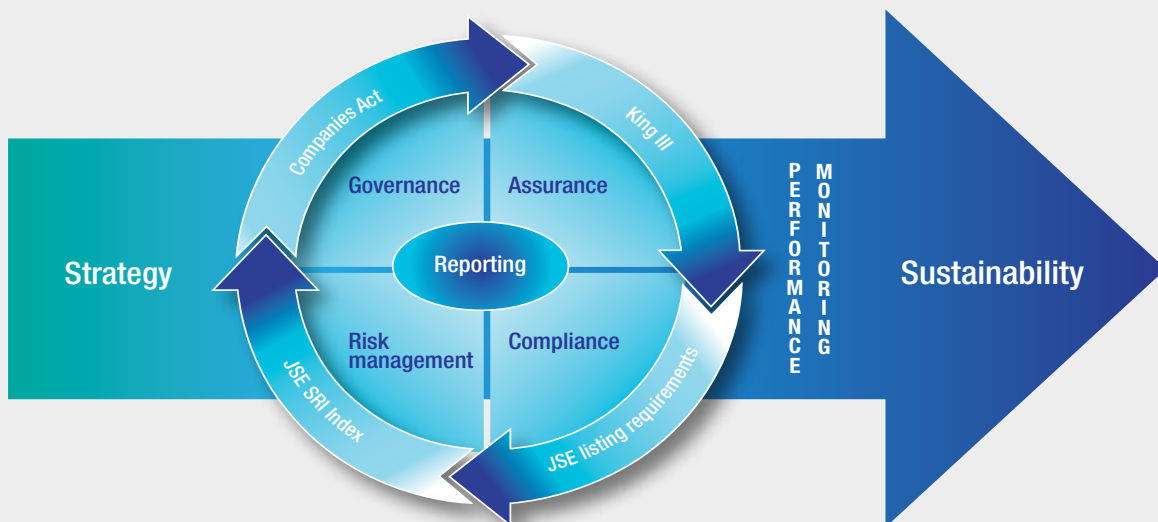 Strategy
Companies Act
King III
JSE listing requirements
JSE SRI Index
Governance
Assurance
Reporting
Risk
management
Compliance
PERFORMANCE
MONITORING
Sustainability